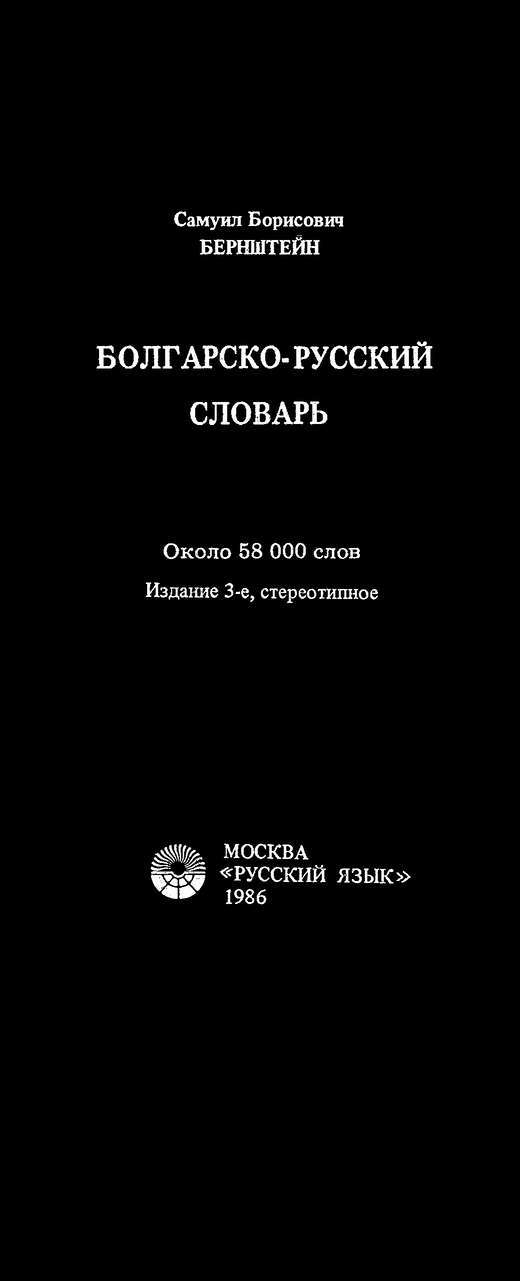 Самуил Борисович
БЕРНШТЕЙН
БОЛГАРСКО-РУССКИЙ
СЛОВАРЬ
Около 58 000 слов
Издание 3-е, стереотипное
МОСКВА
«РУССКИЙ ЯЗЫК»
1986